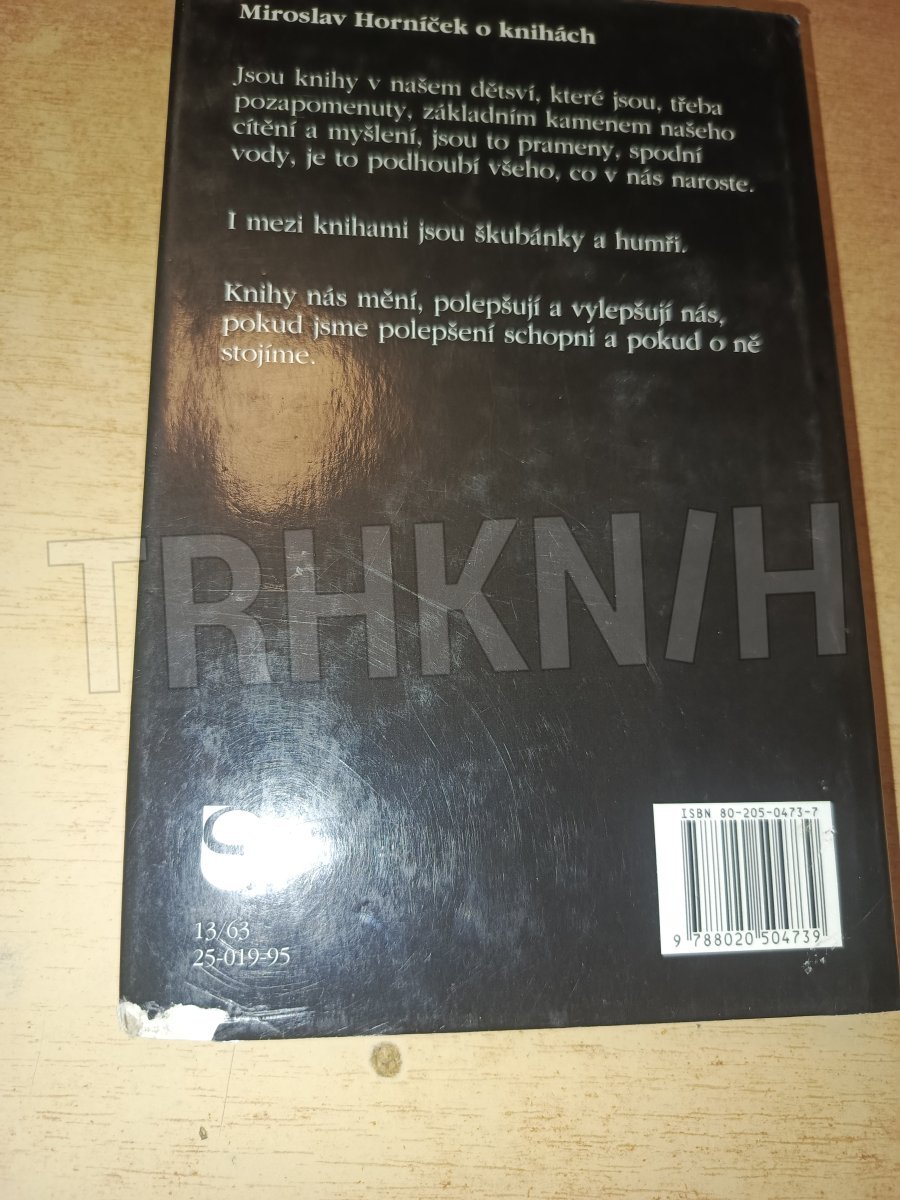 Miroslav Horníček o knihách
Jsou knihy v našem dětsví, které jsou, třeba
pozapomenuty, základním kamenem našeho
cítění a myšlení, jsou to prameny, spodní
vody, je to podhoubí všeho, co v nás naroste.
I mezi knihami jsou škubánky a humři.
Knihy nás mění, polepšují a vylepšují nás,
pokud jsme polepšení schopni a pokud o ně
stojíme.
TRHKNIH
ISBN 80-205-0473-7
9 788020 504739
13/63
25-019-95